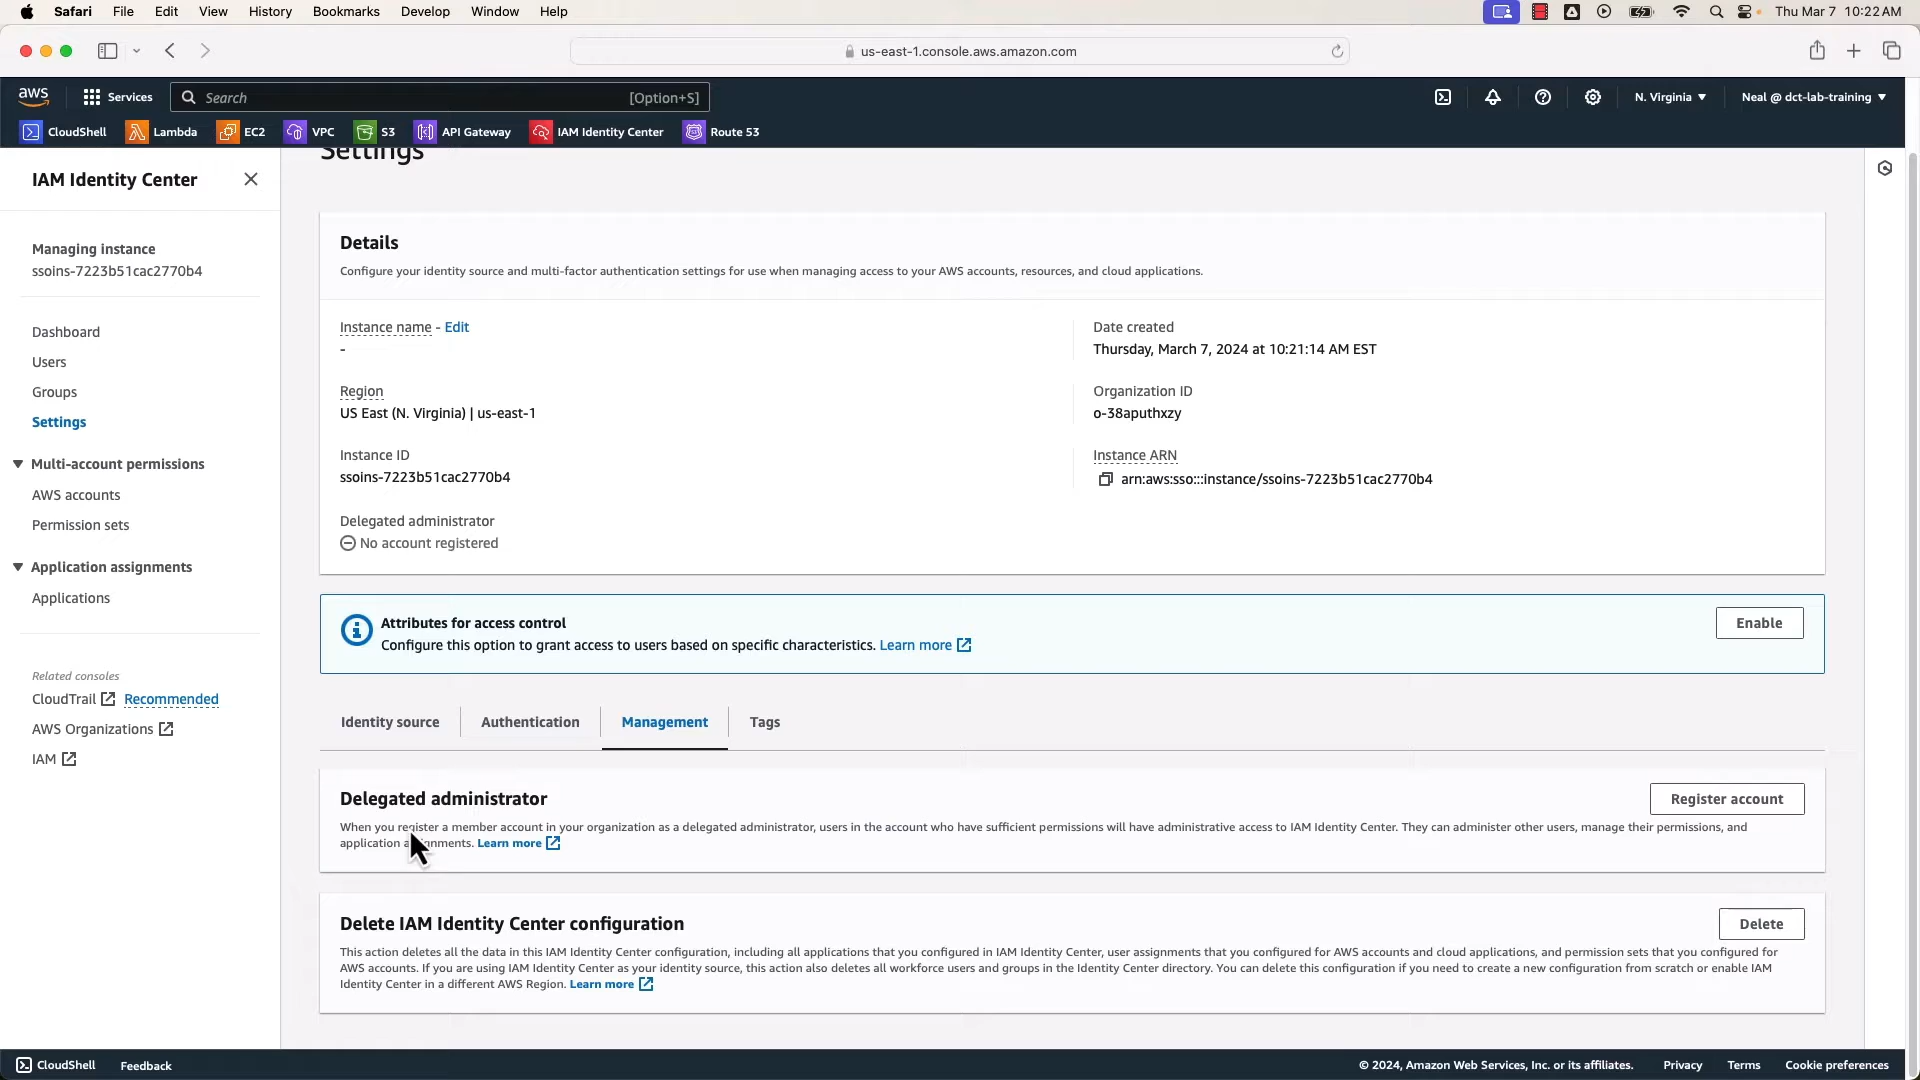 Safari File Edit View History Bookmarks Develop Window Help Thu Mar 7 10:22 AM
us-east-1.console.aws.amazon.com
aws Services Search [Option+S] N. Virginia ▼ Neal @ dct-lab-training ▼
CloudShell Lambda EC2 VPC S3 API Gateway IAM Identity Center Route 53
Settings
IAM Identity Center
Managing instance
ssoins-7223b51cac2770b4
Dashboard
Users
Groups
Settings
Multi-account permissions
AWS accounts
Permission sets
Application assignments
Applications
Related consoles
CloudTrail Recommended
AWS Organizations
IAM
Details
Configure your identity source and multi-factor authentication settings for use when managing access to your AWS accounts, resources, and cloud applications.
Instance name - Edit
-
Date created
Thursday, March 7, 2024 at 10:21:14 AM EST
Region
US East (N. Virginia) | us-east-1
Organization ID
o-38aputhxzy
Instance ID
ssoins-7223b51cac2770b4
Instance ARN
arn:aws:sso:::instance/ssoins-7223b51cac2770b4
Delegated administrator
No account registered
Attributes for access control
Configure this option to grant access to users based on specific characteristics. Learn more
Enable
Identity source Authentication Management Tags
Delegated administrator
Register account
When you register a member account in your organization as a delegated administrator, users in the account who have sufficient permissions will have administrative access to IAM Identity Center. They can administer other users, manage their permissions, and
application assignments. Learn more
Delete IAM Identity Center configuration
Delete
This action deletes all the data in this IAM Identity Center configuration, including all applications that you configured in IAM Identity Center, user assignments that you configured for AWS accounts and cloud applications, and permission sets that you configured for
AWS accounts. If you are using IAM Identity Center as your identity source, this action also deletes all workforce users and groups in the Identity Center directory. You can delete this configuration if you need to create a new configuration from scratch or enable IAM
Identity Center in a different AWS Region. Learn more
CloudShell Feedback © 2024, Amazon Web Services, Inc. or its affiliates. Privacy Terms Cookie preferences